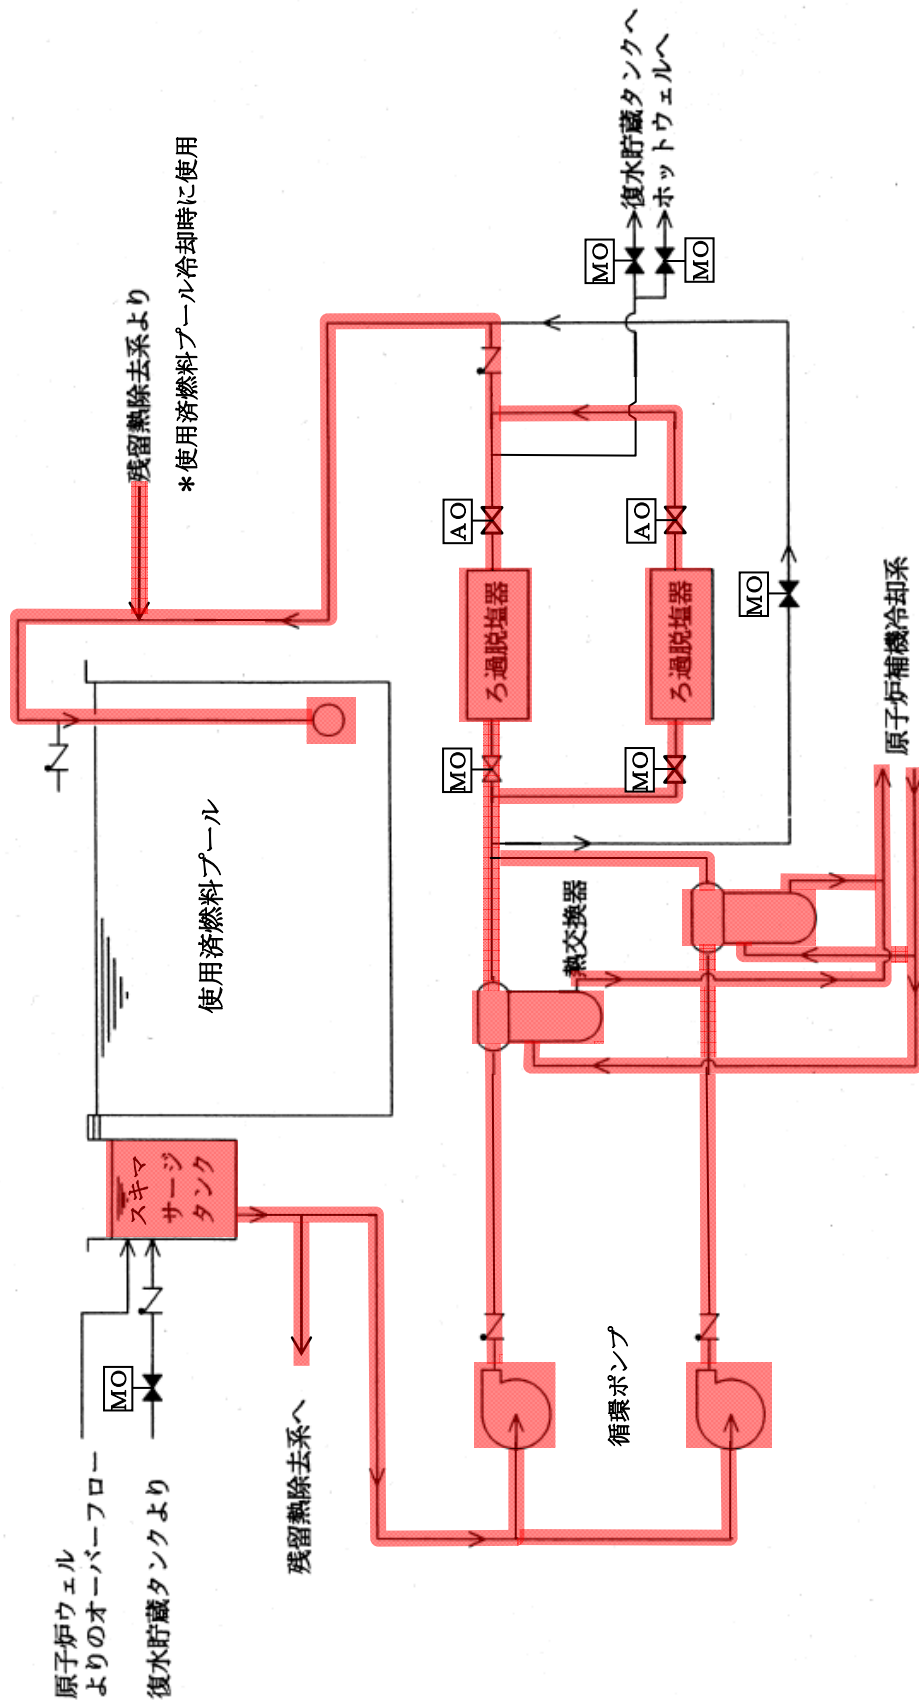 原子炉ウェル
よりのオーバーフロー
復水貯蔵タンクより
MO
スキマ
サージ
タンク
残留熱除去系へ
使用済燃料プール
残留熱除去系より
*使用済燃料プール冷却時に使用
循環ポンプ
熱交換器
MO
ろ過脱塩器
AO
MO
ろ過脱塩器
AO
MO
原子炉補機冷却系
MO
MO
復水貯蔵タンクへ
ホットウェルへ